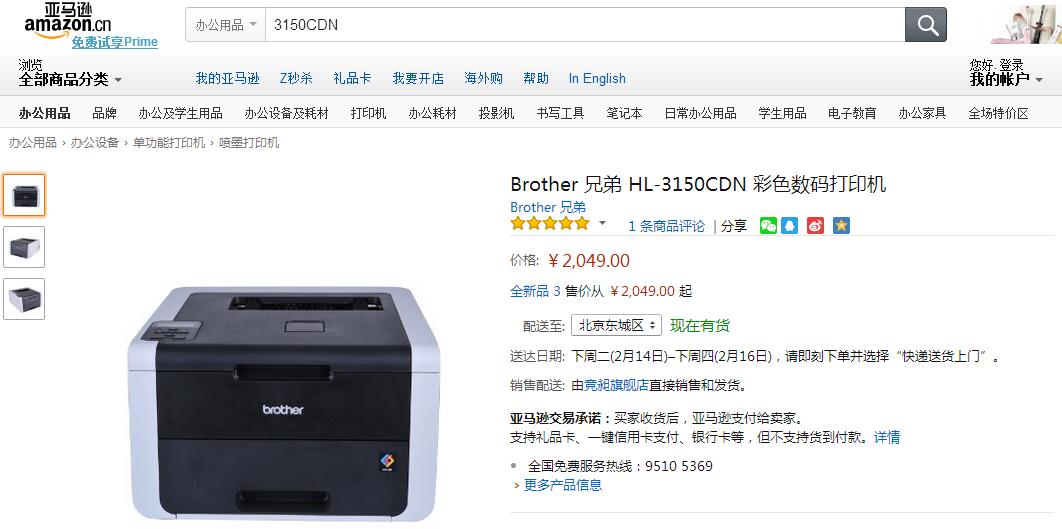 亚马逊
amazon.cn
免费试享Prime
办公用品
3150CDN
浏览
全部商品分类
我的亚马逊 Z秒杀 礼品卡 我要开店 海外购 帮助 In English
您好, 登录
我的帐户
办公用品 品牌 办公及学生用品 办公设备及耗材 打印机 办公耗材 投影机 书写工具 笔记本 日常办公用品 学生用品 电子教育 办公家具 全场特价区
办公用品 › 办公设备 › 单功能打印机 › 喷墨打印机
Brother 兄弟 HL-3150CDN 彩色数码打印机
Brother 兄弟
1 条商品评论 | 分享
价格: ￥2,049.00
全新品 3 售价从 ￥2,049.00 起
配送至: 北京东城区 现在有货
送达日期: 下周二(2月14日)–下周四(2月16日)，请即刻下单并选择“快递送货上门”。
销售配送: 由亮昶旗舰店直接销售和发货。
亚马逊交易承诺：买家收货后，亚马逊支付给卖家。
支持礼品卡、一键信用卡支付、银行卡等，但不支持货到付款。详情
• 全国免费服务热线：9510 5369
› 更多产品信息
brother